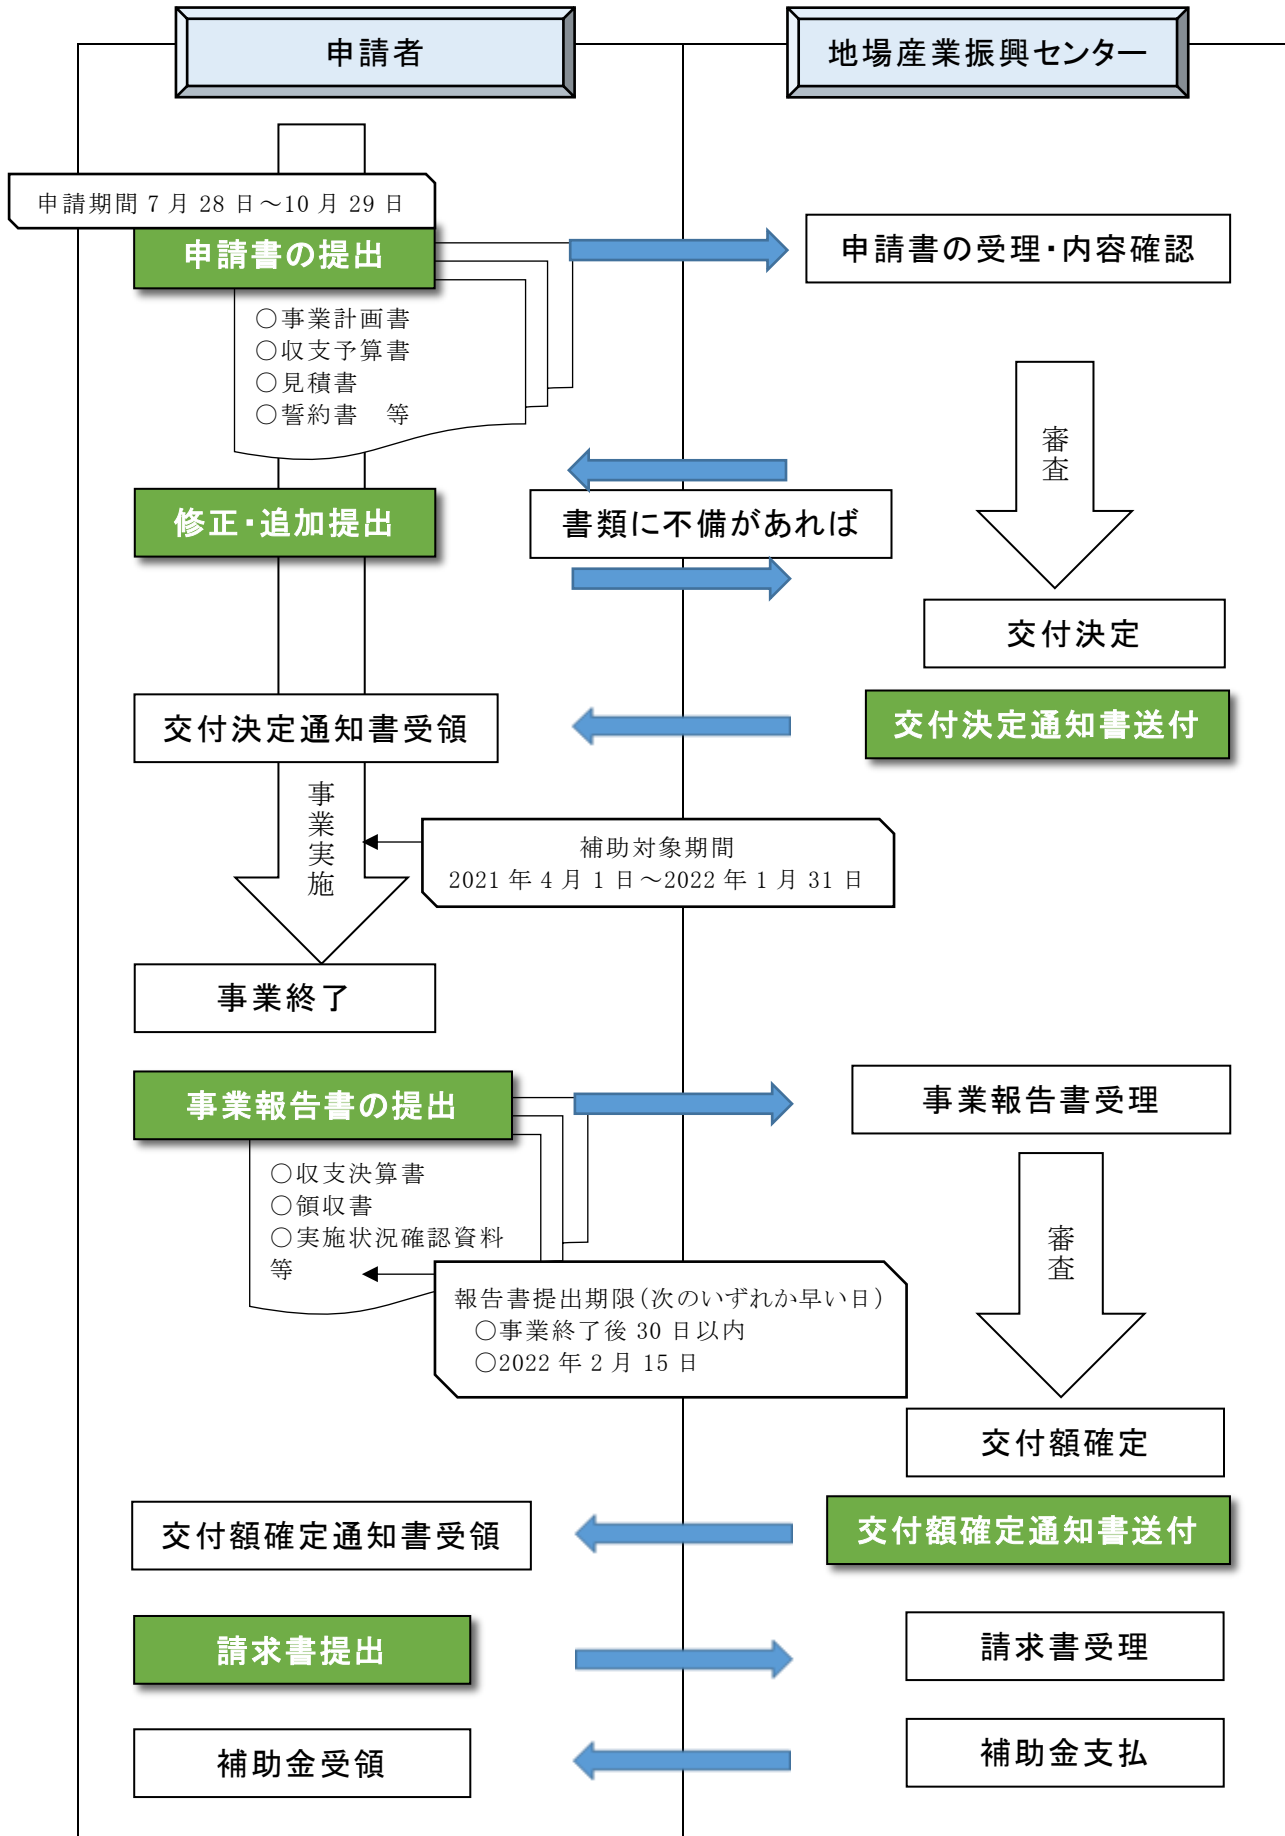 申請者
地場産業振興センター
申請期間 7 月 28 日～10 月 29 日
申請書の提出
申請書の受理・内容確認
○事業計画書
○収支予算書
○見積書
○誓約書　等
審査
修正・追加提出
書類に不備があれば
交付決定
交付決定通知書受領
交付決定通知書送付
事業実施
補助対象期間
2021 年 4 月 1 日～2022 年 1 月 31 日
事業終了
事業報告書の提出
事業報告書受理
○収支決算書
○領収書
○実施状況確認資料
等
審査
報告書提出期限（次のいずれか早い日）
○事業終了後 30 日以内
○2022 年 2 月 15 日
交付額確定
交付額確定通知書受領
交付額確定通知書送付
請求書提出
請求書受理
補助金受領
補助金支払